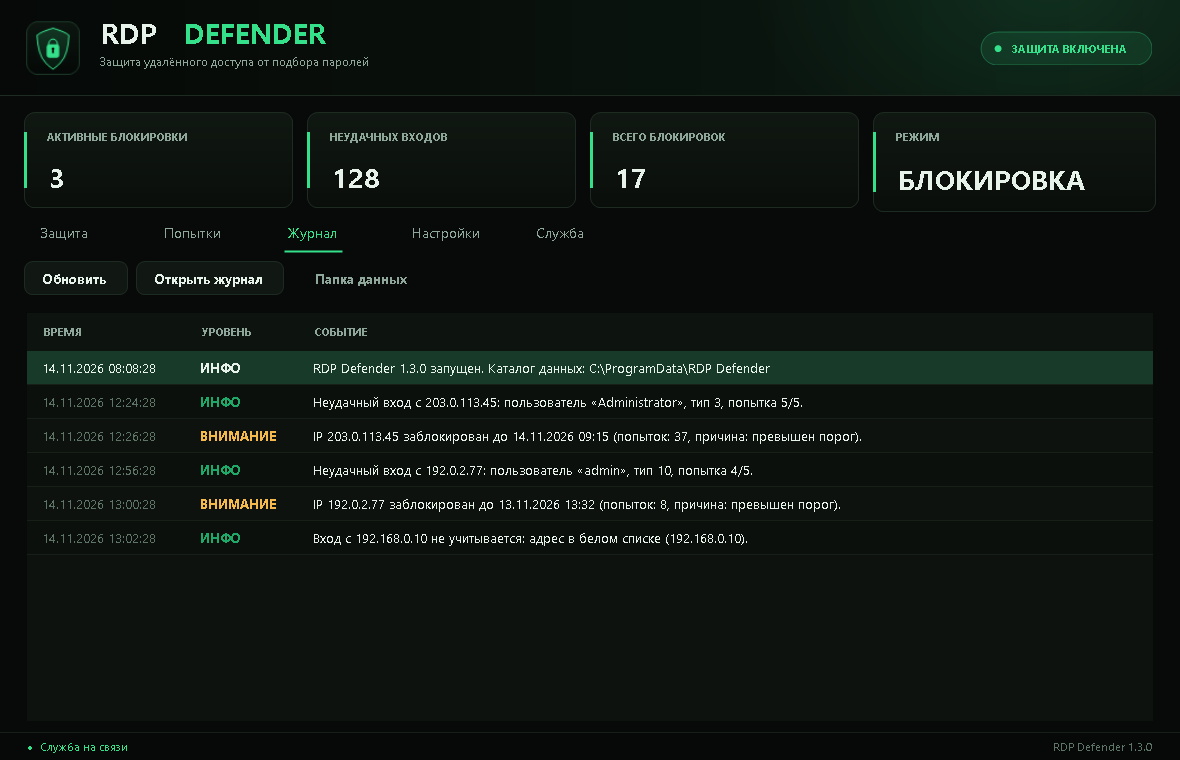 RDP DEFENDER
Защита удалённого доступа от подбора паролей
ЗАЩИТА ВКЛЮЧЕНА
АКТИВНЫЕ БЛОКИРОВКИ
3
НЕУДАЧНЫХ ВХОДОВ
128
ВСЕГО БЛОКИРОВОК
17
РЕЖИМ
БЛОКИРОВКА
Защита Попытки Журнал Настройки Служба
Обновить Открыть журнал Папка данных
ВРЕМЯ УРОВЕНЬ СОБЫТИЕ
14.11.2026 08:08:28 ИНФО RDP Defender 1.3.0 запущен. Каталог данных: C:\ProgramData\RDP Defender
14.11.2026 12:24:28 ИНФО Неудачный вход с 203.0.113.45: пользователь «Administrator», тип 3, попытка 5/5.
14.11.2026 12:26:28 ВНИМАНИЕ IP 203.0.113.45 заблокирован до 14.11.2026 09:15 (попыток: 37, причина: превышен порог).
14.11.2026 12:56:28 ИНФО Неудачный вход с 192.0.2.77: пользователь «admin», тип 10, попытка 4/5.
14.11.2026 13:00:28 ВНИМАНИЕ IP 192.0.2.77 заблокирован до 13.11.2026 13:32 (попыток: 8, причина: превышен порог).
14.11.2026 13:02:28 ИНФО Вход с 192.168.0.10 не учитывается: адрес в белом списке (192.168.0.10).
Служба на связи
RDP Defender 1.3.0